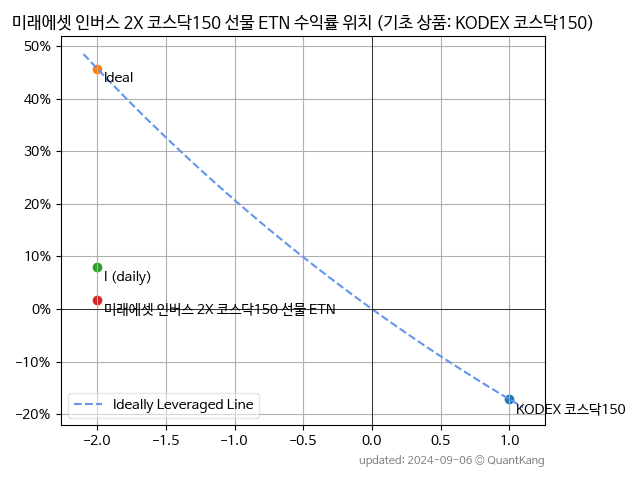 미래에셋 인버스 2X 코스닥150 선물 ETN 수익률 위치 (기초 상품: KODEX 코스닥150)
50%
Ideal
40%
30%
20%
10%
I (daily)
미래에셋 인버스 2X 코스닥150 선물 ETN
0%
−10%
Ideally Leveraged Line
KODEX 코스닥150
−20%
−2.0 −1.5 −1.0 −0.5 0.0 0.5 1.0
updated: 2024-09-06 © QuantKang